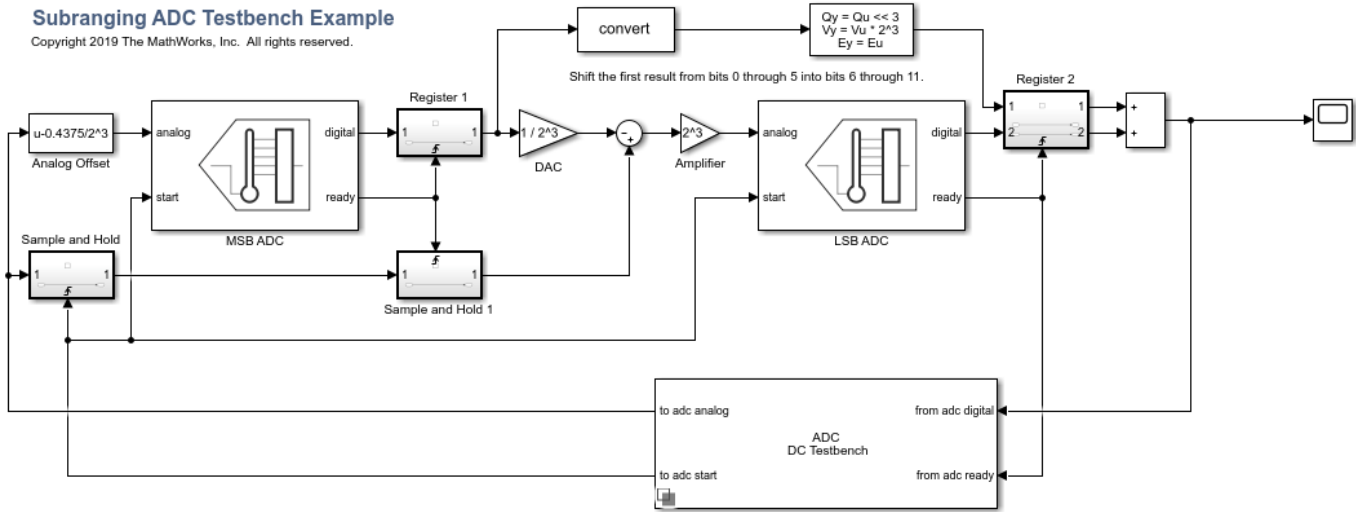 Subranging ADC Testbench Example
Copyright 2019 The MathWorks, Inc.  All rights reserved.
convert
Qy = Qu << 3
Vy = Vu * 2^3
Ey = Eu
Shift the first result from bits 0 through 5 into bits 6 through 11.
u-0.4375/2^3
Analog Offset
analog
digital
start
ready
MSB ADC
Register 1
1
1
1 / 2^3
DAC
-
+
2^3
Amplifier
analog
digital
start
ready
LSB ADC
Register 2
1
1
2
2
+
+
Sample and Hold
1
1
1
1
Sample and Hold 1
to adc analog
from adc digital
ADC
DC Testbench
to adc start
from adc ready